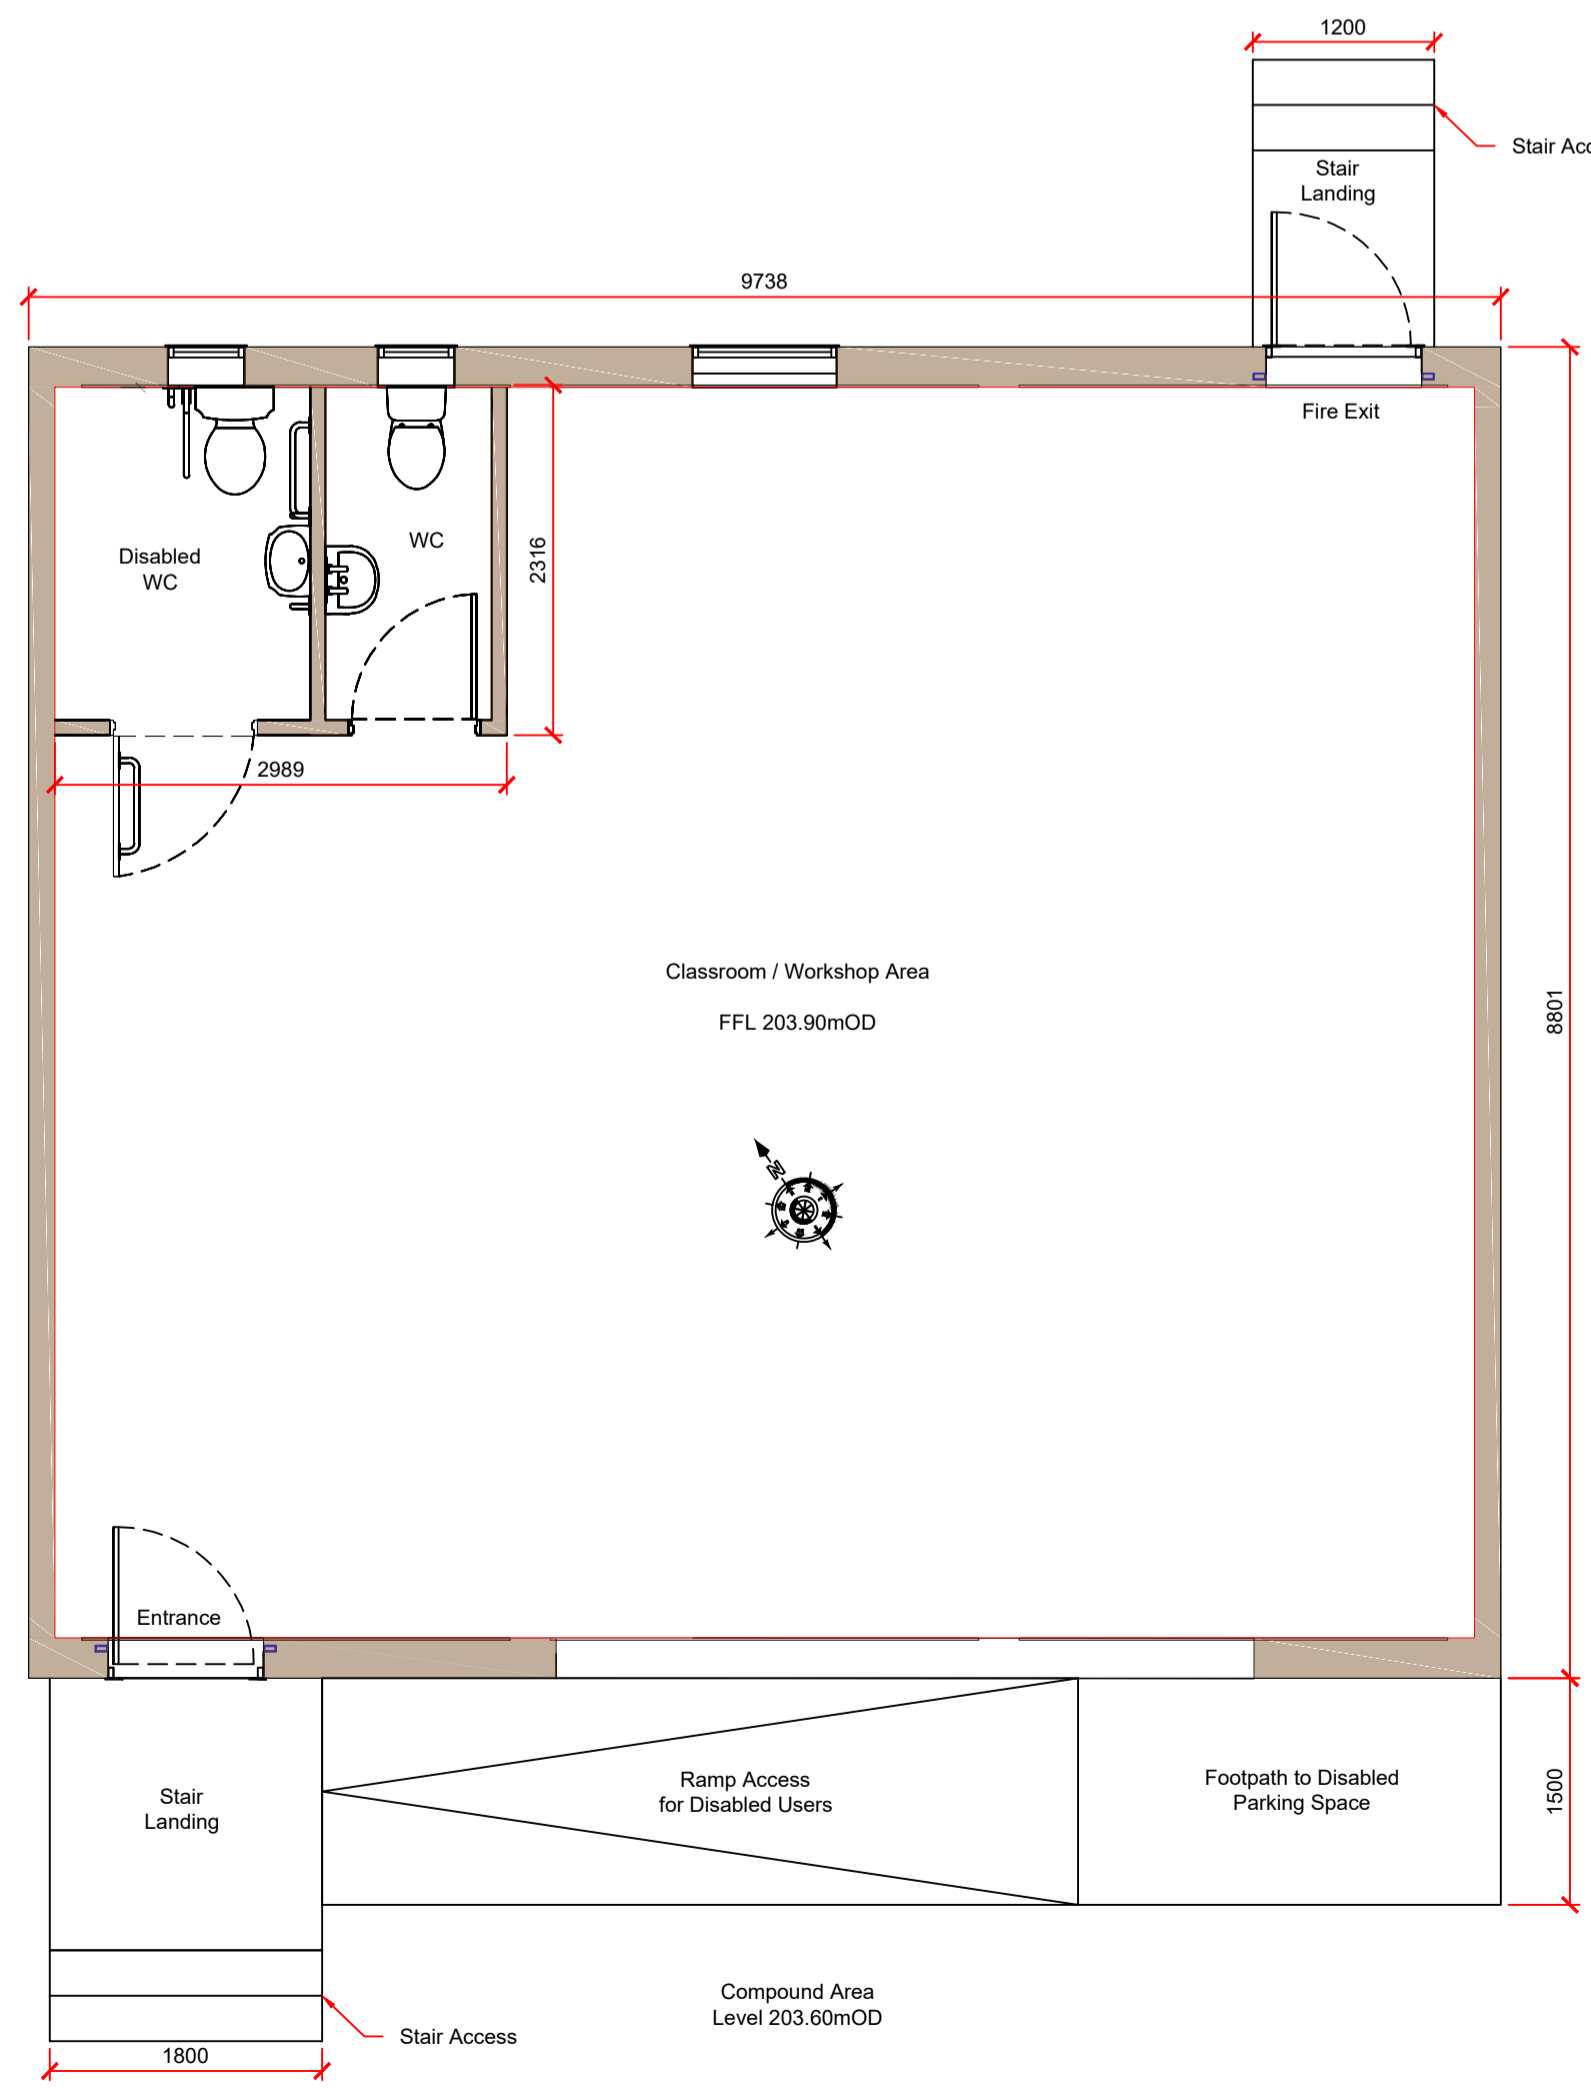 1200
Stair
Stair
Landing
9738
Fire Exit
WC
2316
Disabled
WC
2989
Classroom / Workshop Area
FFL 203.90mOD
8801
N
Entrance
Stair
Landing
Ramp Access
for Disabled Users
Footpath to Disabled
Parking Space
1500
Compound Area
Level 203.60mOD
Stair Access
1800